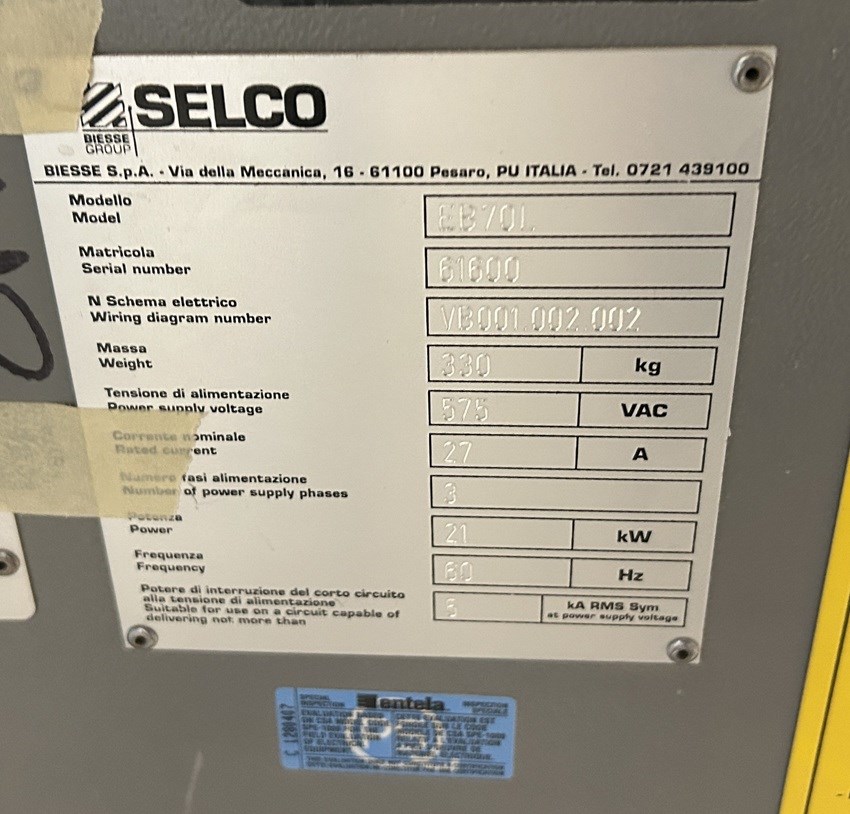 SELCO
BIESSE
GROUP
BIESSE S.p.A. - Via della Meccanica, 16 - 61100 Pesaro, PU ITALIA - Tel. 0721 439100
Modello
Model EB70L
Matricola
Serial number 61600
N Schema elettrico
Wiring diagram number VB001.002.002
Massa
Weight 330 kg
Tensione di alimentazione
Power supply voltage 575 VAC
Corrente nominale
Rated current 27 A
Numero fasi alimentazione
Number of power supply phases 3
Potenza
Power 21 kW
Frequenza
Frequency 60 Hz
Potere di interruzione del corto circuito
alla tensione di alimentazione
Suitable for use on a circuit capable of
delivering not more than 5 kA RMS Sym
at power supply voltage
SPECIAL
INSPECTION
entela
INSPECTION
SPECIALE